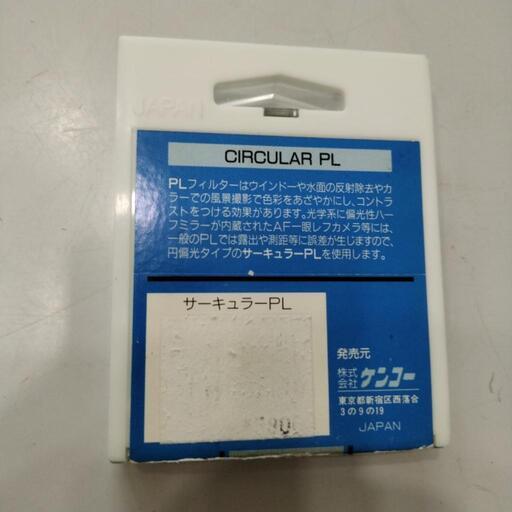 JAPAN
CIRCULAR PL
PLフィルターはウインドーや水面の反射除去やカ
ラーでの風景撮影で色彩をあざやかにし、コントラ
ストをつける効果があります。光学系に偏光性ハー
フミラーが内蔵されたAF一眼レフカメラ等には、
一般のPLでは露出や測距等に誤差が生じますので、
円偏光タイプのサーキュラーPLを使用します。
サーキュラーPL
発売元
株式会社 ケンコー
東京都新宿区西落合
3の9の19
JAPAN